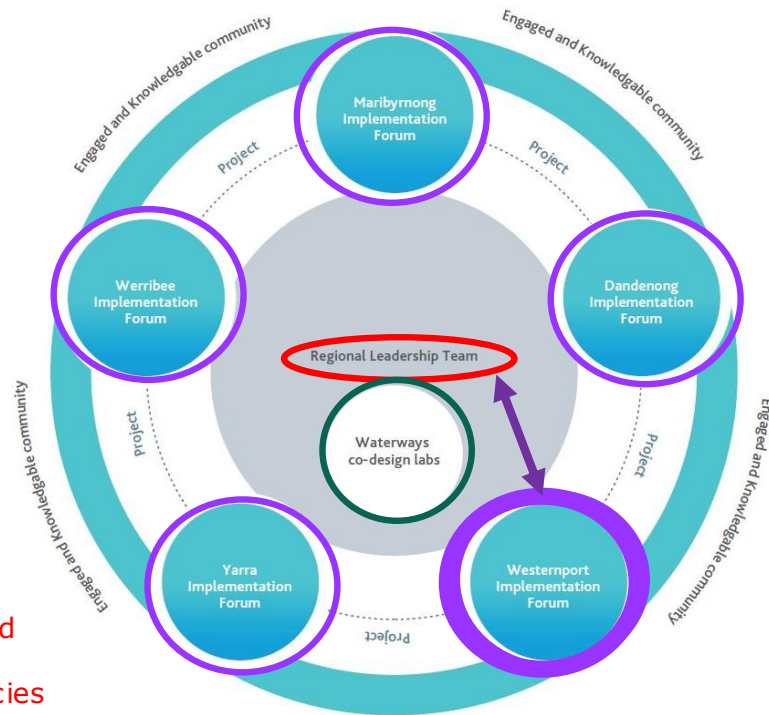 Engaged and Knowledgable community
Engaged and Knowledgable community
Maribyrnong
Implementation
Forum
Project
Project
Werribee
Implementation
Forum
Dandenong
Implementation
Forum
Regional Leadership Team
Waterways
co-design labs
Engaged and Knowledgable community
Project
Project
Engaged and Knowledgable community
Yarra
Implementation
Forum
Westernport
Implementation
Forum
Project